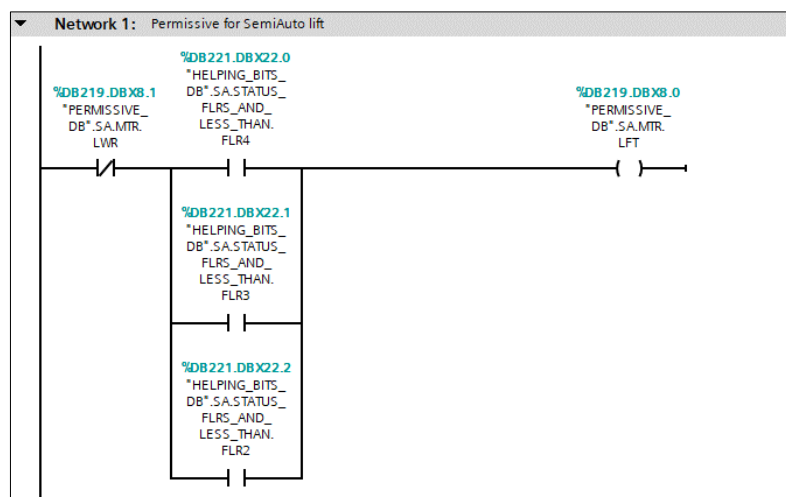 Network 1: Permissive for SemiAuto lift
%DB221.DBX22.0
"HELPING_BITS_
DB".SA.STATUS_
FLRS_AND_
LESS_THAN.
FLR4
%DB219.DBX8.1
"PERMISSIVE_
DB".SA.MTR.
LWR
%DB219.DBX8.0
"PERMISSIVE_
DB".SA.MTR.
LFT
%DB221.DBX22.1
"HELPING_BITS_
DB".SA.STATUS_
FLRS_AND_
LESS_THAN.
FLR3
%DB221.DBX22.2
"HELPING_BITS_
DB".SA.STATUS_
FLRS_AND_
LESS_THAN.
FLR2